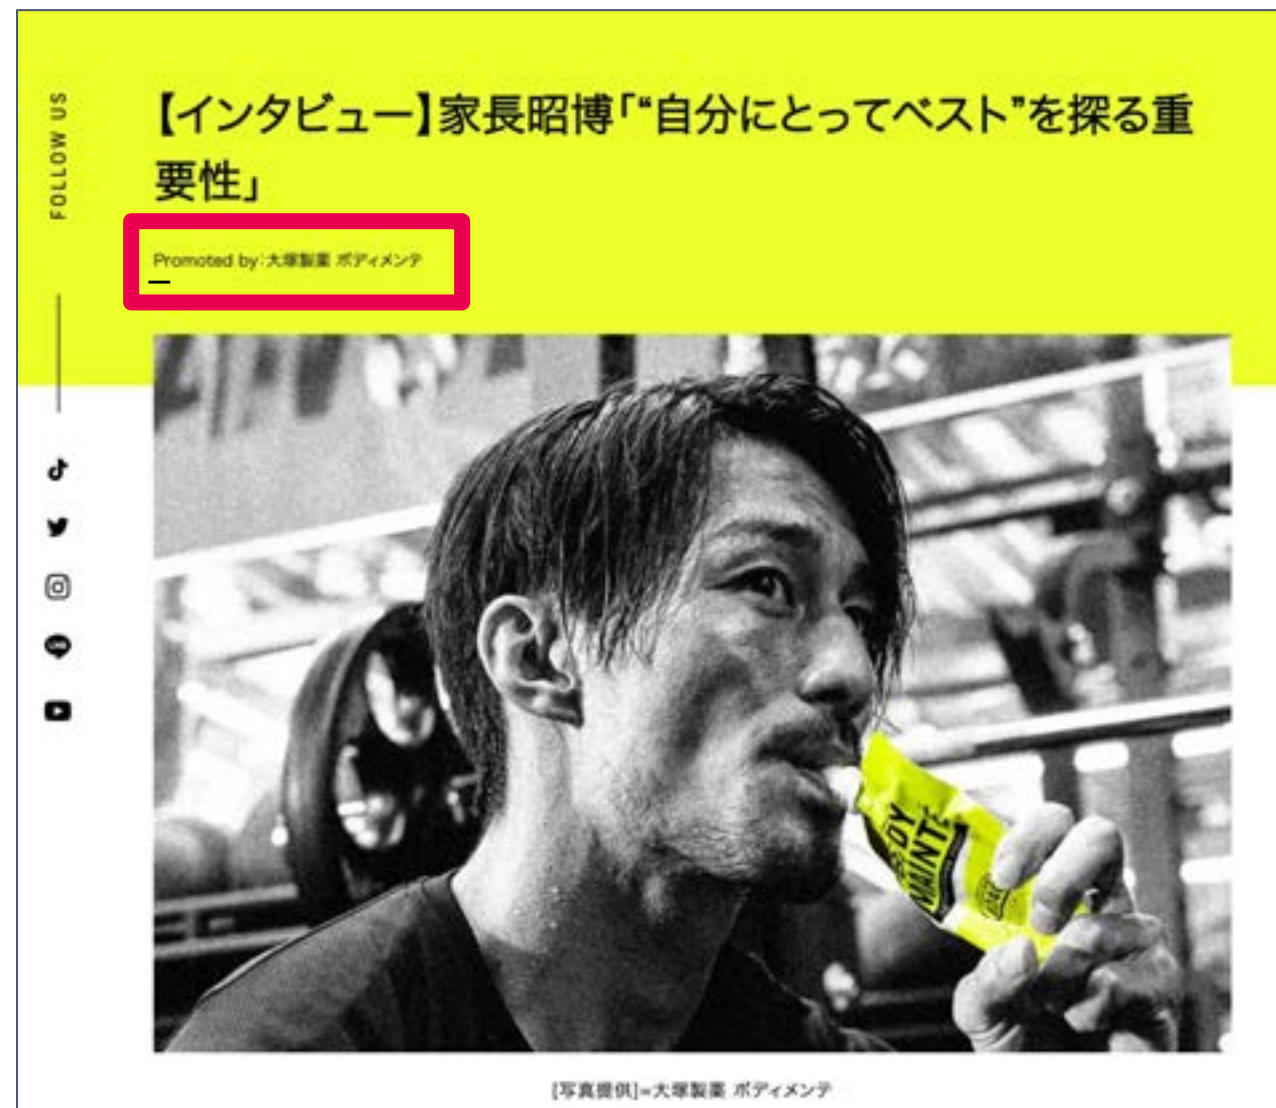 FOLLOW US
【インタビュー】家長昭博「“自分にとってベスト”を探る重
要性」
Promoted by：大塚製薬 ボディメンテ
BODY
MAINTÉ
[写真提供]=大塚製薬 ボディメンテ